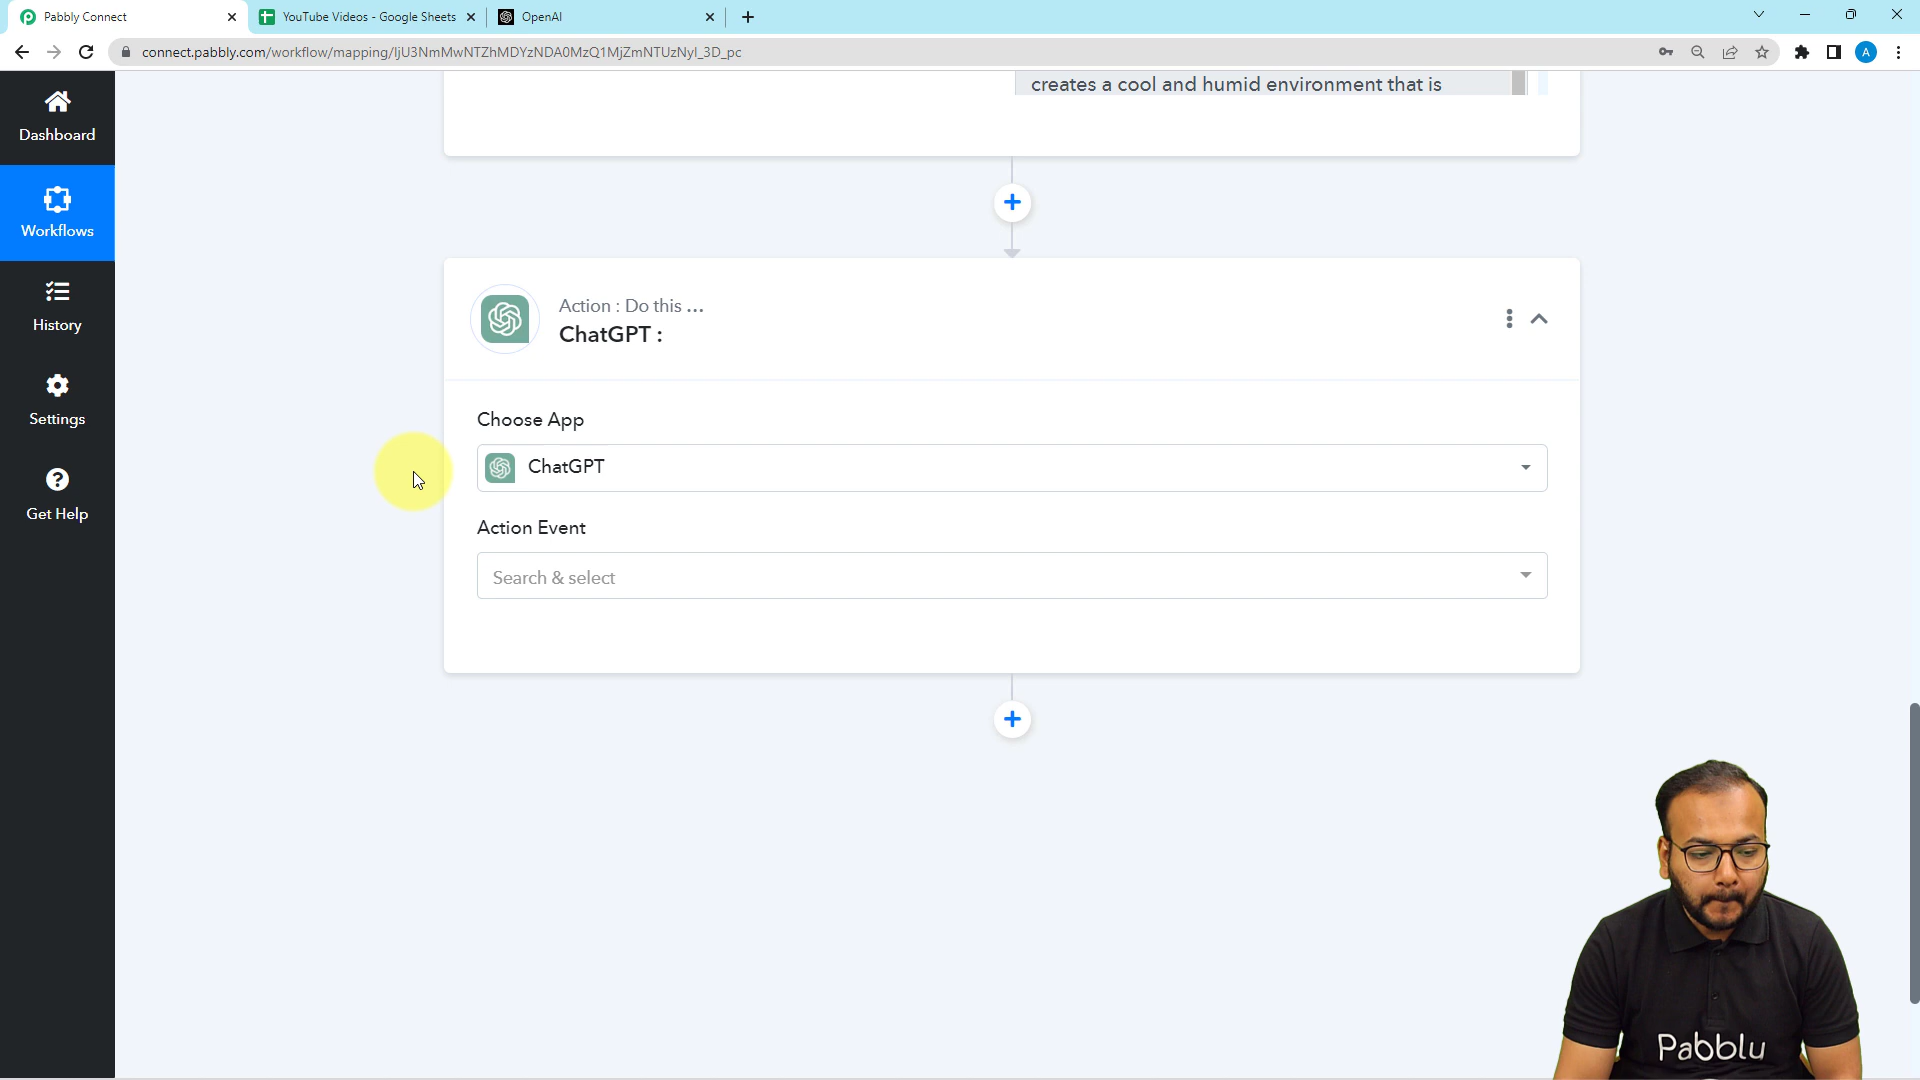 Pabbly Connect
YouTube Videos - Google Sheets
OpenAI
connect.pabbly.com/workflow/mapping/IjU3NmMwNTZhMDYzNDA0MzQ1MjZmNTUzNyI_3D_pc
A
Dashboard
Workflows
History
Settings
Get Help
creates a cool and humid environment that is
Action : Do this ...
ChatGPT :
Choose App
ChatGPT
Action Event
Search & select
Pabblu